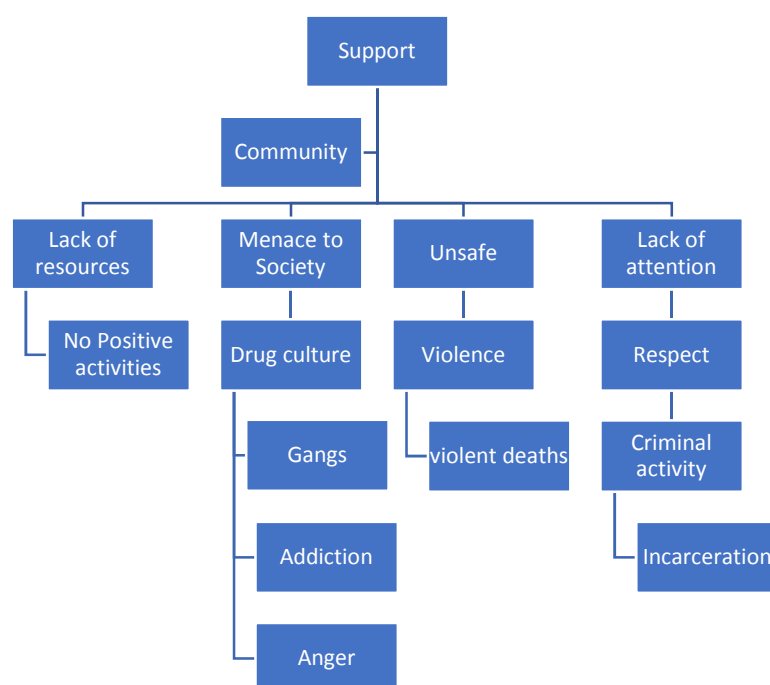 Support
Community
Lack of
resources
Menace to
Society
Unsafe
Lack of
attention
No Positive
activities
Drug culture
Violence
Respect
Gangs
violent deaths
Criminal
activity
Addiction
Incarceration
Anger